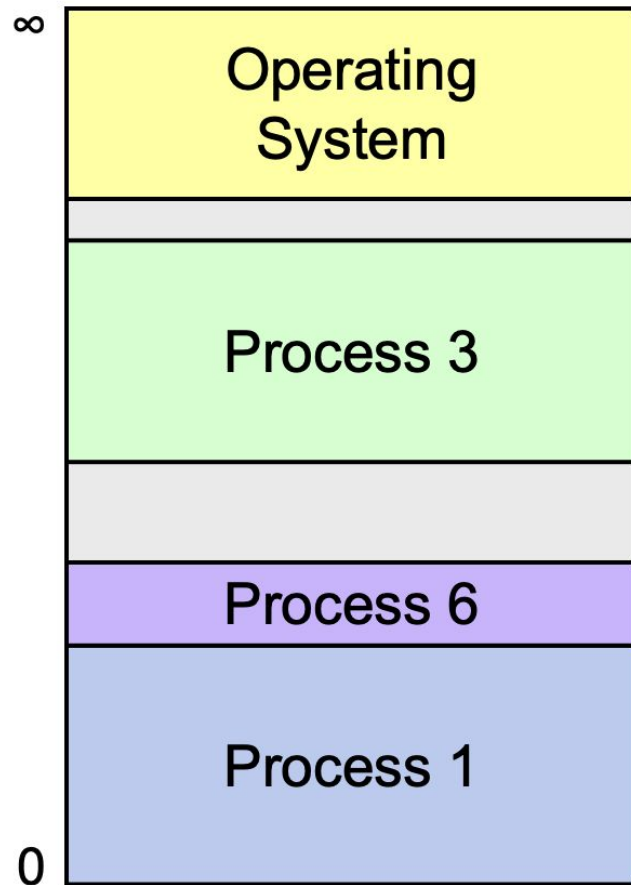 ∞
Operating
System
Process 3
Process 6
Process 1
0